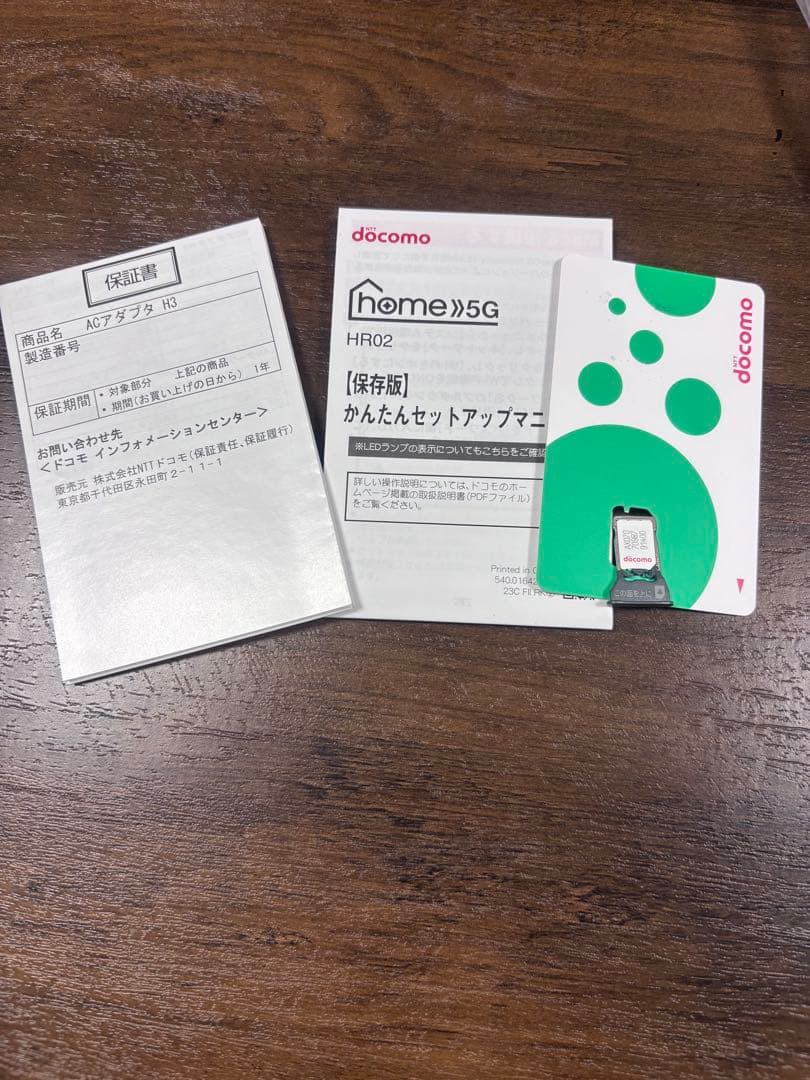 保証書
商品名 ACアダプタ H3
製造番号
保証期間
・対象部分 上記の商品
・期間(お買い上げの日から) 1年
お問い合わせ先
<ドコモ インフォメーションセンター>
販売元 株式会社NTTドコモ(保証責任、保証履行)
東京都千代田区永田町2-11-1
NTT
docomo
home 5G
HR02
【保存版】
かんたんセットアップマニ
※LEDランプの表示についてもこちらをご確認
詳しい操作説明については、ドコモのホー
ムページ掲載の取扱説明書(PDFファイル)
をご覧ください。
Printed in
540.0164
23C
NTT
docomo
AX020
70987
docomo
この面を上に